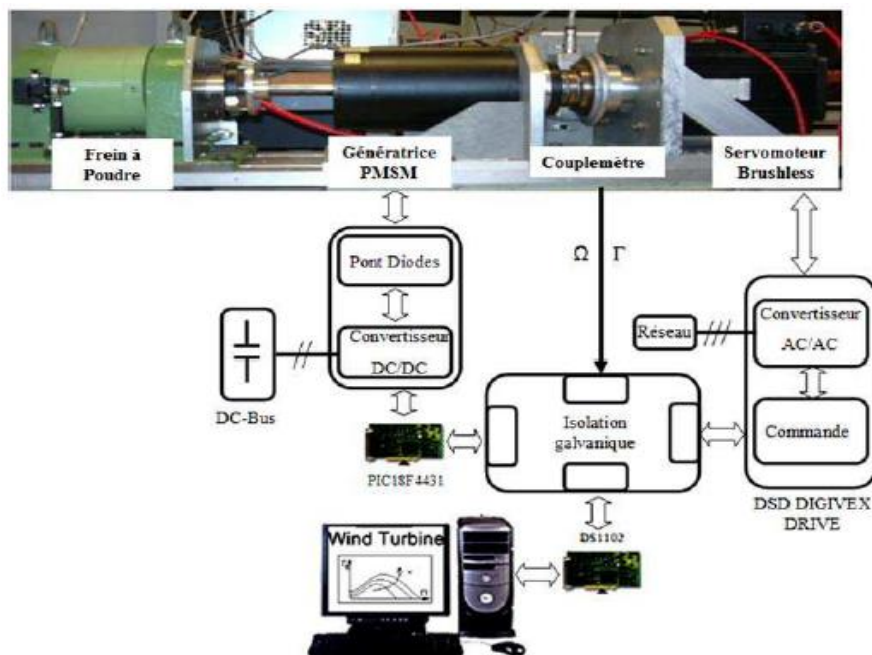 Frein à
Poudre
Génératrice
PMSM
Couplemètre
Servomoteur
Brushless
Pont Diodes
Convertisseur
DC/DC
DC-Bus
PIC18F4431
Ω Γ
Isolation
galvanique
Réseau
Convertisseur
AC/AC
Commande
DSD DIGIVEX
DRIVE
DS1102
Wind Turbine